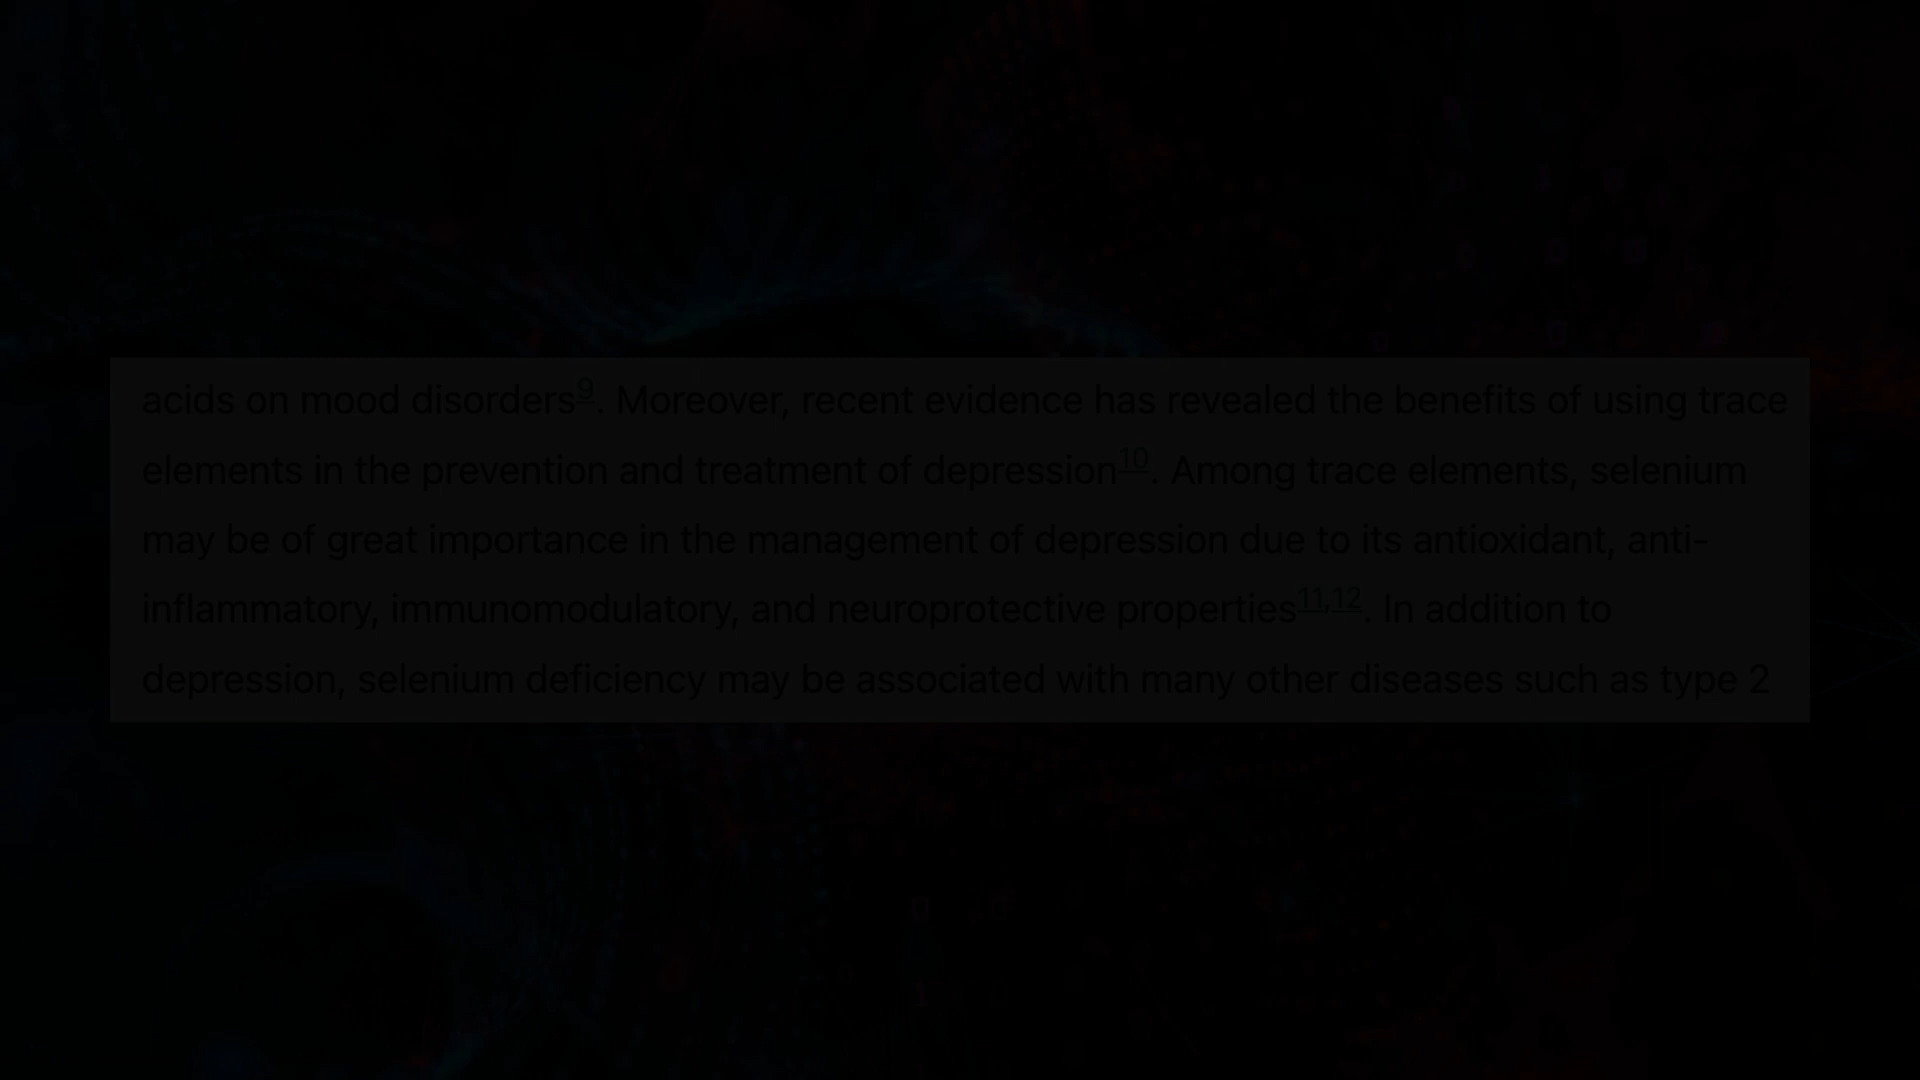 acids on mood disorders9. Moreover, recent evidence has revealed the benefits of using trace
elements in the prevention and treatment of depression10. Among trace elements, selenium
may be of great importance in the management of depression due to its antioxidant, anti-
inflammatory, immunomodulatory, and neuroprotective properties11,12. In addition to
depression, selenium deficiency may be associated with many other diseases such as type 2